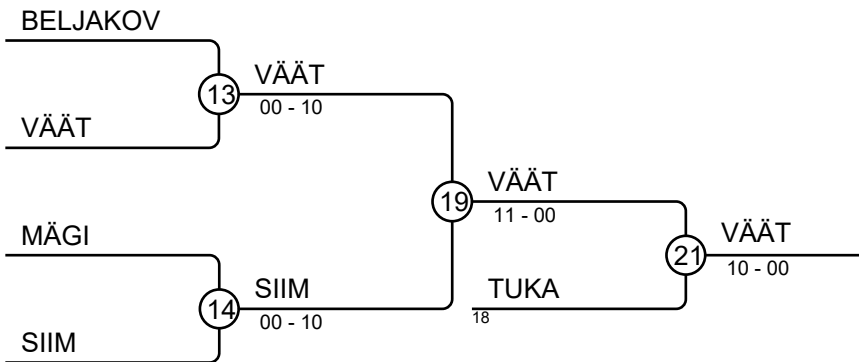 BELJAKOV
13
VÄÄT
00 - 10
VÄÄT
19
VÄÄT
11 - 00
MÄGI
21
VÄÄT
10 - 00
14
SIIM
00 - 10
TUKA
18
SIIM